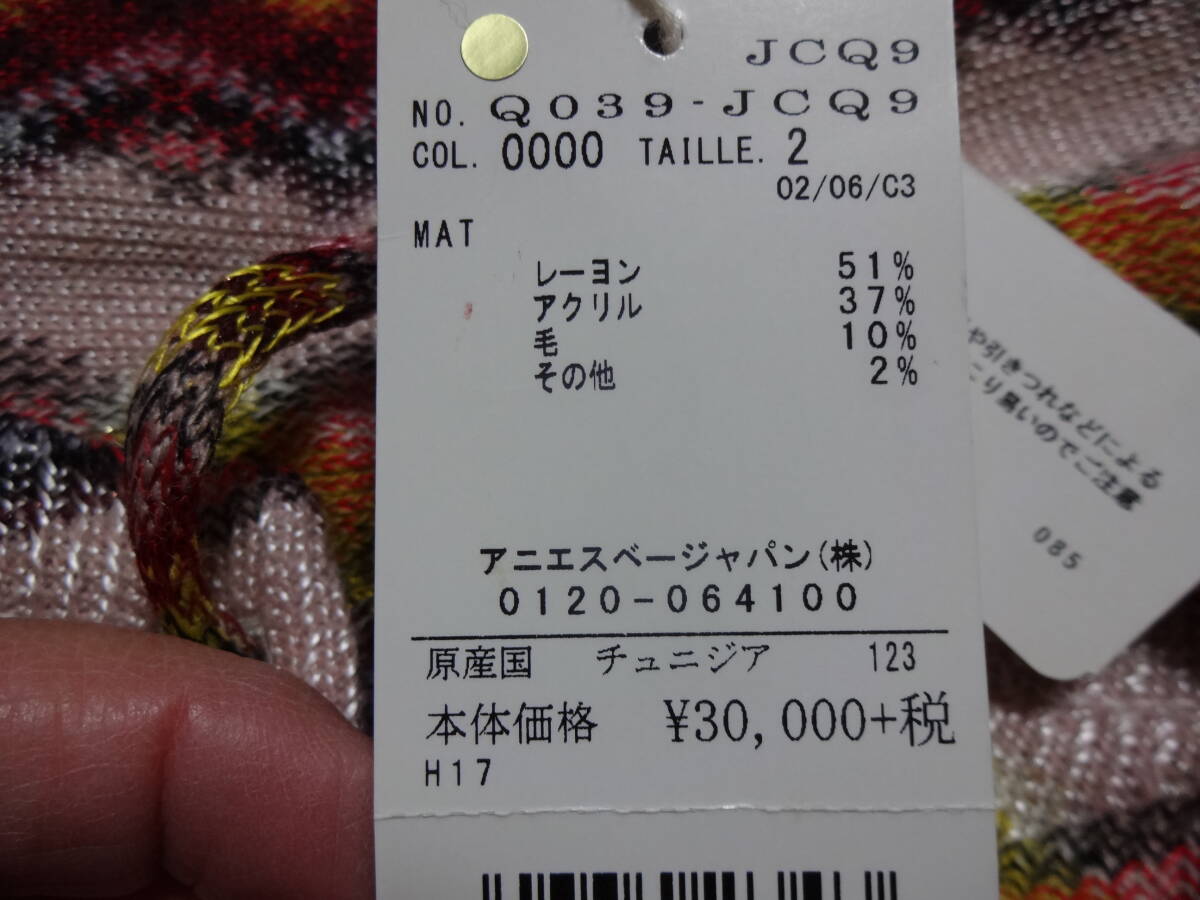 JCQ9
NO. Q039-JCQ9
COL. 0000 TAILLE. 2
02/06/C3
MAT
レーヨン 51%
アクリル 37%
毛 10%
その他 2%
アニエスベージャパン(株)
0120-064100
原産国 チュニジア 123
本体価格 ¥30,000+税
H17
や引きつれなどによる
こり易いのでご注意
085